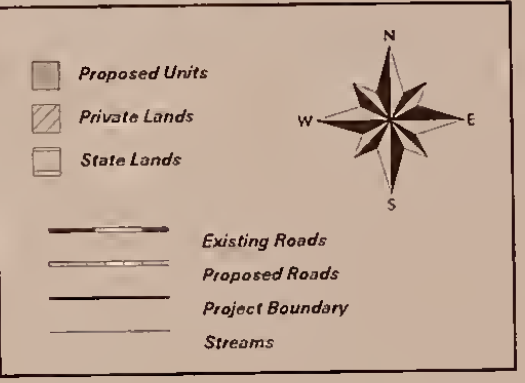 N
Proposed Units
Private Lands
W E
State Lands
S
Existing Roads
Proposed Roads
Project Boundary
Streams